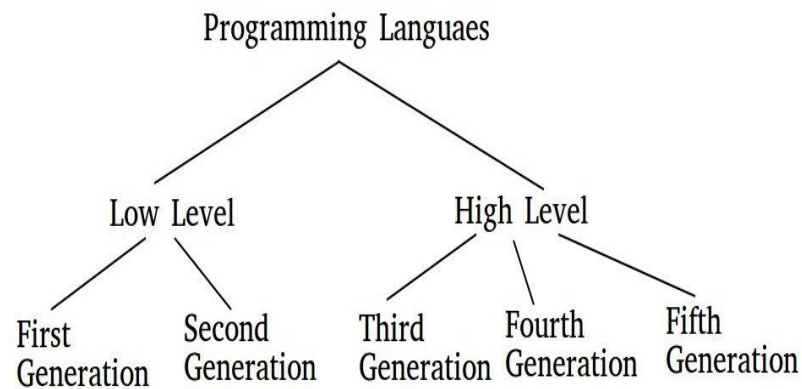 Programming Languaes
Low Level
High Level
First
Generation
Second
Generation
Third
Generation
Fourth
Generation
Fifth
Generation